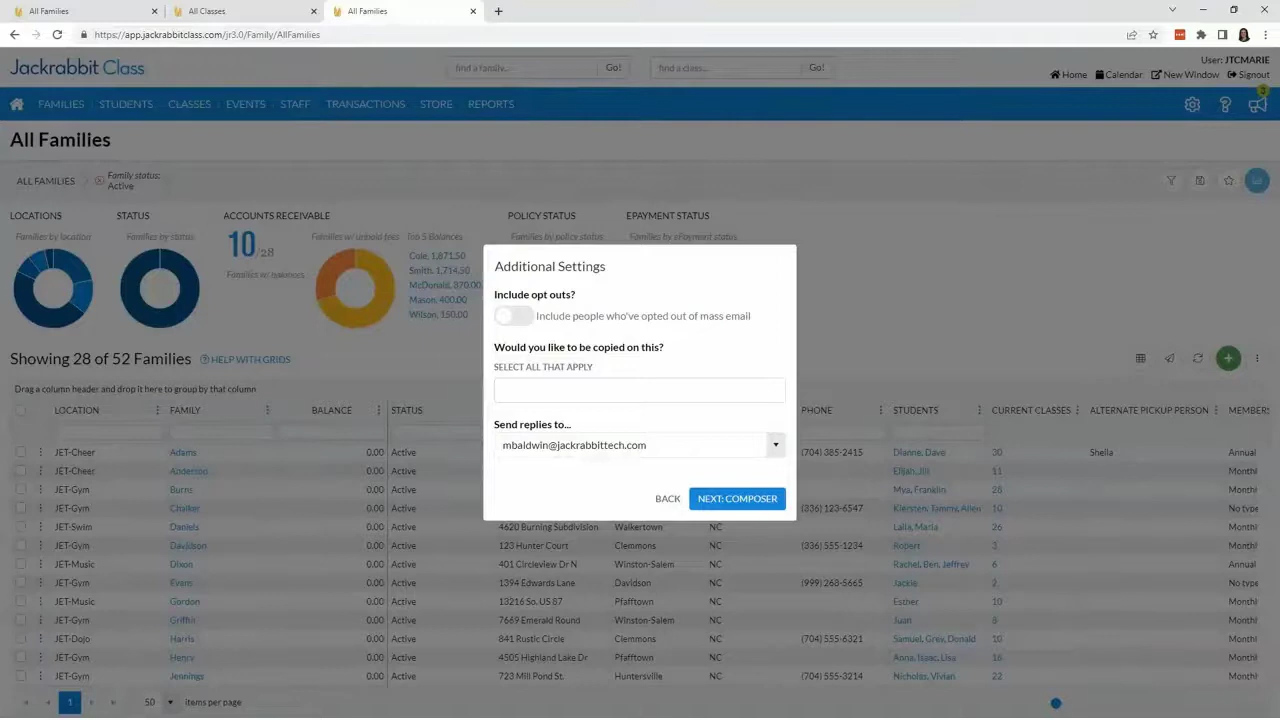 All Families
All Classes
All Families
https://app.jackrabbitclass.com/jr3.0/Family/AllFamilies
Jackrabbit Class
find a family...
Go!
find a class...
Go!
User: JTCMARIE
Home
Calendar
New Window
Signout
FAMILIES STUDENTS CLASSES EVENTS STAFF TRANSACTIONS STORE REPORTS
3
All Families
ALL FAMILIES
Family status:
Active
LOCATIONS
Families by location
STATUS
Families by status
ACCOUNTS RECEIVABLE
10/28
Families w/ balances
Families w/ unpaid fees
Top 5 Balances
Cole, 1,871.50
Smith, 1,714.50
McDonald, 870.00
Mason, 400.00
Wilson, 150.00
POLICY STATUS
Families by policy status
EPAYMENT STATUS
Families by ePayment status
Additional Settings
Include opt outs?
Include people who've opted out of mass email
Would you like to be copied on this?
SELECT ALL THAT APPLY
Send replies to...
mbaldwin@jackrabbittech.com
BACK
NEXT: COMPOSER
Showing 28 of 52 Families
HELP WITH GRIDS
Drag a column header and drop it here to group by that column
LOCATION FAMILY BALANCE STATUS PHONE STUDENTS CURRENT CLASSES ALTERNATE PICKUP PERSON MEMBERS
JET-Cheer Adams 0.00 Active (704) 385-2415 Dianne, Dave 30 Sheila Annual
JET-Cheer Anderson 0.00 Active Elijah, Jill 11 Monthl
JET-Gym Burns 0.00 Active Mya, Franklin 28 Monthl
JET-Gym Chalker 0.00 Active (336) 123-6547 Kiersten, Tammy, Allen 10 No type
JET-Swim Daniels 0.00 Active 4620 Burning Subdivision Walkertown NC Laila, Maria 26 Monthl
JET-Gym Davidson 0.00 Active 123 Hunter Court Clemmons NC (336) 555-1234 Robert 3 Monthl
JET-Music Dixon 0.00 Active 401 Circleview Dr N Winston-Salem NC Rachel, Ben, Jeffrey 6 Annual
JET-Gym Evans 0.00 Active 1394 Edwards Lane Davidson NC (999) 268-5665 Jackie 2 No type
JET-Music Gordon 0.00 Active 13216 So. US 87 Pfafftown NC Esther 10 Monthl
JET-Gym Griffin 0.00 Active 7669 Emerald Round Winston-Salem NC Juan 8 Monthl
JET-Dojo Harris 0.00 Active 841 Rustic Circle Clemmons NC (704) 555-6321 Samuel, Grey, Donald 10 Monthl
JET-Gym Henry 0.00 Active 4505 Highland Lake Dr Pfafftown NC Anna, Isaac, Lisa 16 Monthl
JET-Gym Jennings 0.00 Active 723 Mill Pond St. Huntersville NC (704) 555-3214 Nicholas, Vivian 22 Monthl
1
50
items per page